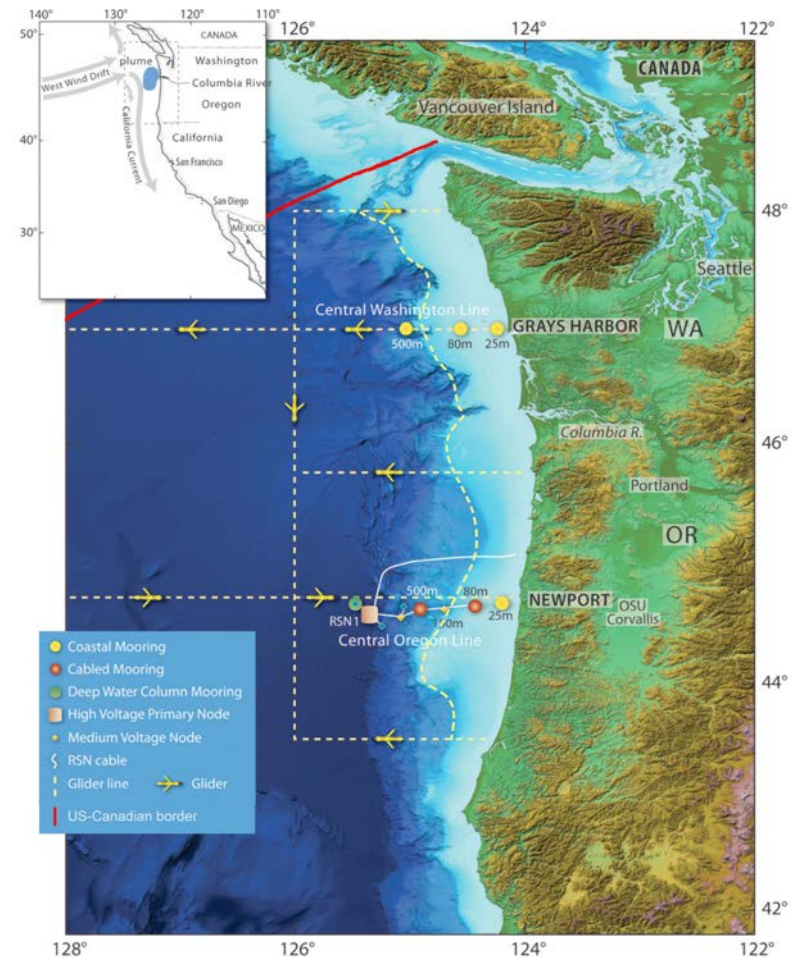 140°
130°
120°
110°
50°
CANADA
plume
Washington
West Wind Drift
Columbia River
Oregon
California Current
40°
California
San Francisco
San Diego
30°
MEXICO
126°
124°
122°
CANADA
Vancouver Island
48°
Seattle
Central Washington Line
GRAYS HARBOR
WA
500m
80m
25m
Columbia R.
46°
Portland
OR
500m
80m
NEWPORT
RSN1
150m
25m
OSU
Corvallis
Central Oregon Line
Coastal Mooring
Cabled Mooring
Deep Water Column Mooring
High Voltage Primary Node
Medium Voltage Node
RSN cable
Glider line
Glider
US-Canadian border
44°
42°
128°
126°
124°
122°